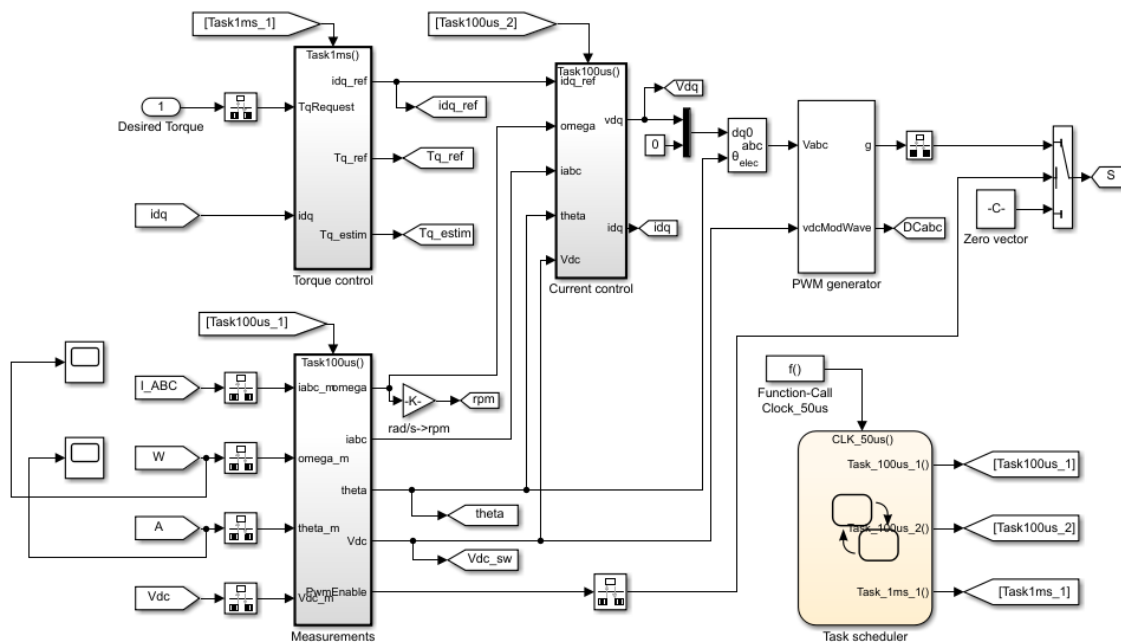 [Task1ms_1]
[Task100us_2]
Task1ms()
idq_ref
TqRequest
Tq_ref
idq
Tq_estim
Torque control
1
Desired Torque
idq
idq_ref
Tq_ref
Tq_estim
Task100us()
idq_ref
omega
vdq
iabc
theta
idq
Vdc
Current control
Vdq
0
idq
dq0
abc
θelec
Vabc
g
vdcModWave
PWM generator
DCabc
-C-
Zero vector
S
[Task100us_1]
Task100us()
iabc_m
omega
iabc
omega_m
theta
theta_m
Vdc
Vdc_m
PwmEnable
Measurements
I_ABC
W
A
Vdc
-K-
rad/s->rpm
rpm
theta
Vdc_sw
f()
Function-Call
Clock_50us
CLK_50us()
Task_100us_1()
Task_100us_2()
Task_1ms_1()
Task scheduler
[Task100us_1]
[Task100us_2]
[Task1ms_1]